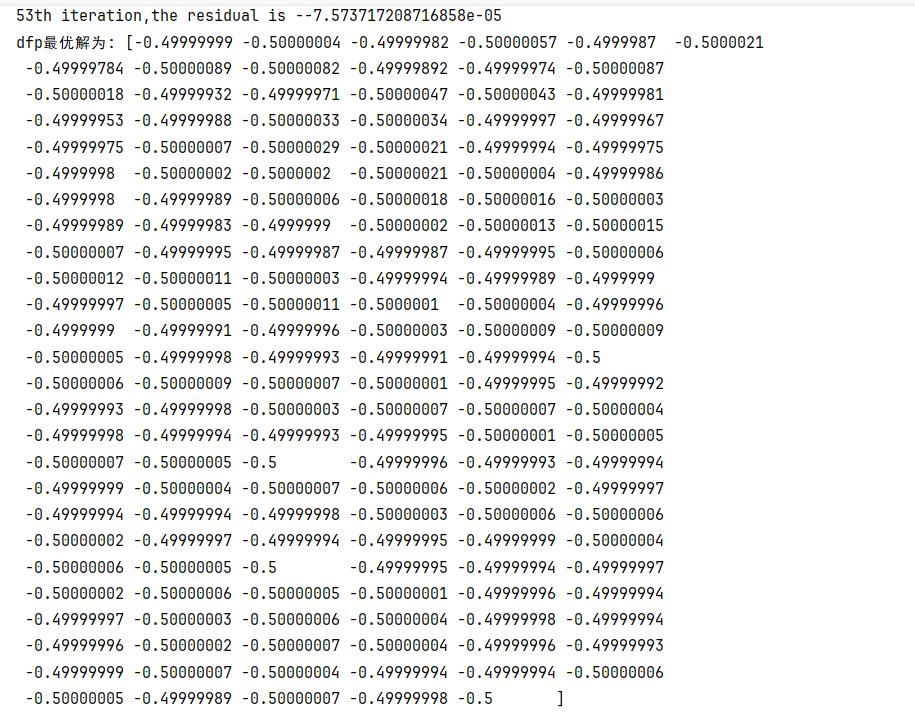 53th iteration,the residual is --7.573717208716858e-05
dfp最优解为: [-0.49999999 -0.50000004 -0.49999982 -0.50000057 -0.4999987  -0.5000021
-0.49999784 -0.50000089 -0.50000082 -0.49999892 -0.49999974 -0.50000087
-0.50000018 -0.49999932 -0.49999971 -0.50000047 -0.50000043 -0.49999981
-0.49999953 -0.49999988 -0.50000033 -0.50000034 -0.49999997 -0.49999967
-0.49999975 -0.50000007 -0.50000029 -0.50000021 -0.49999994 -0.49999975
-0.4999998  -0.50000002 -0.5000002  -0.50000021 -0.50000004 -0.49999986
-0.4999998  -0.49999989 -0.50000006 -0.50000018 -0.50000016 -0.50000003
-0.49999989 -0.49999983 -0.4999999  -0.50000002 -0.50000013 -0.50000015
-0.50000007 -0.49999995 -0.49999987 -0.49999987 -0.49999995 -0.50000006
-0.50000012 -0.50000011 -0.50000003 -0.49999994 -0.49999989 -0.4999999
-0.49999997 -0.50000005 -0.50000011 -0.5000001  -0.50000004 -0.49999996
-0.4999999  -0.49999991 -0.49999996 -0.50000003 -0.50000009 -0.50000009
-0.50000005 -0.49999998 -0.49999993 -0.49999991 -0.49999994 -0.5
-0.50000006 -0.50000009 -0.50000007 -0.50000001 -0.49999995 -0.49999992
-0.49999993 -0.49999998 -0.50000003 -0.50000007 -0.50000007 -0.50000004
-0.49999998 -0.49999994 -0.49999993 -0.49999995 -0.50000001 -0.50000005
-0.50000007 -0.50000005 -0.5        -0.49999996 -0.49999993 -0.49999994
-0.49999999 -0.50000004 -0.50000007 -0.50000006 -0.50000002 -0.49999997
-0.49999994 -0.49999994 -0.49999998 -0.50000003 -0.50000006 -0.50000006
-0.50000002 -0.49999997 -0.49999994 -0.49999995 -0.49999999 -0.50000004
-0.50000006 -0.50000005 -0.5        -0.49999995 -0.49999994 -0.49999997
-0.50000002 -0.50000006 -0.50000005 -0.50000001 -0.49999996 -0.49999994
-0.49999997 -0.50000003 -0.50000006 -0.50000004 -0.49999998 -0.49999994
-0.49999996 -0.50000002 -0.50000007 -0.50000004 -0.49999996 -0.49999993
-0.49999999 -0.50000007 -0.50000004 -0.49999994 -0.49999994 -0.50000006
-0.50000005 -0.49999989 -0.50000007 -0.49999998 -0.5       ]